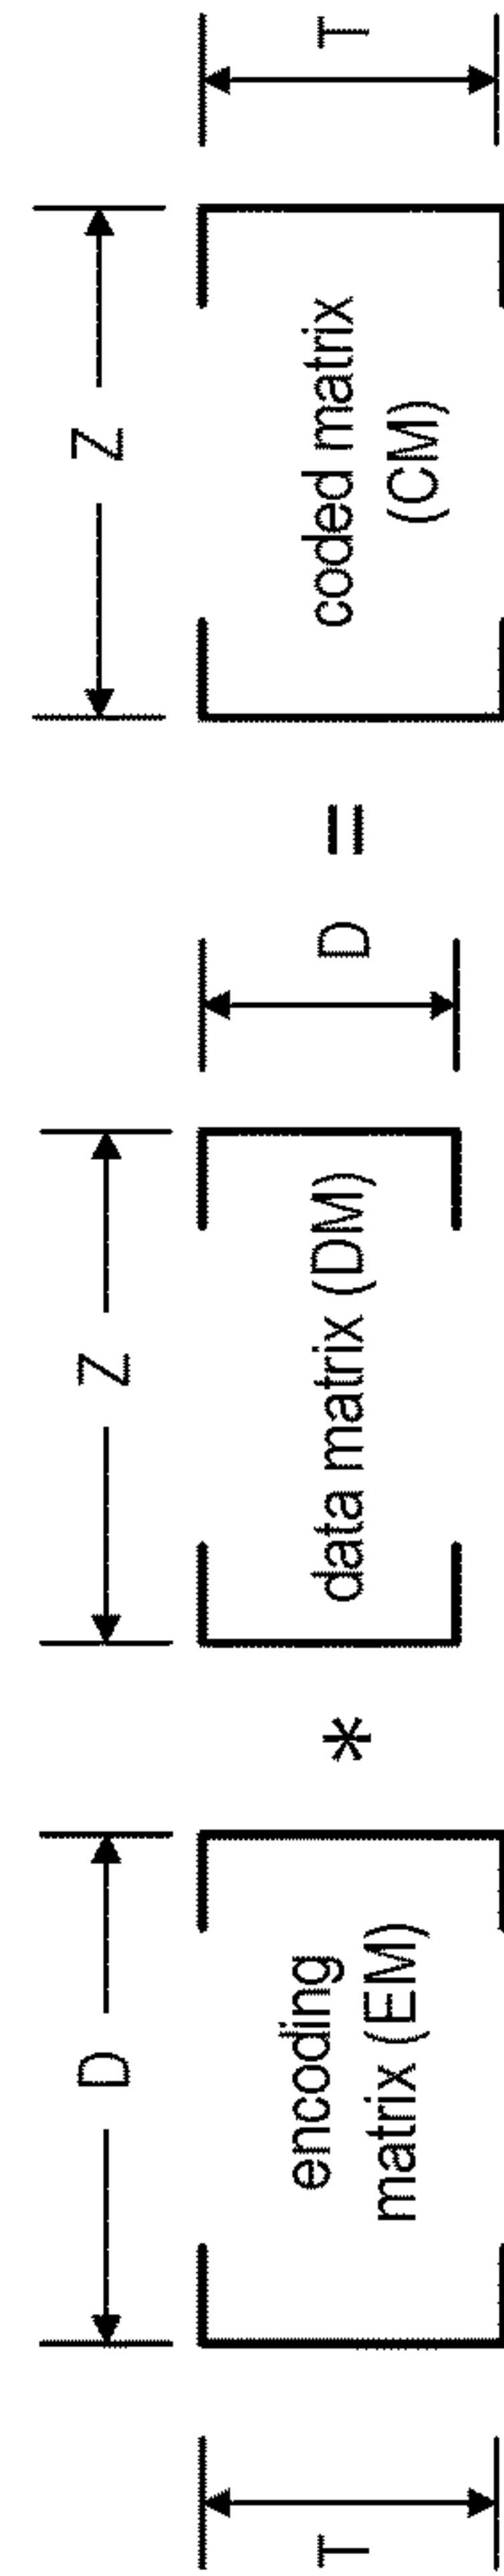 T
D
encoding
matrix (EM)
*
Z
data matrix (DM)
D
=
Z
coded matrix
(CM)
T